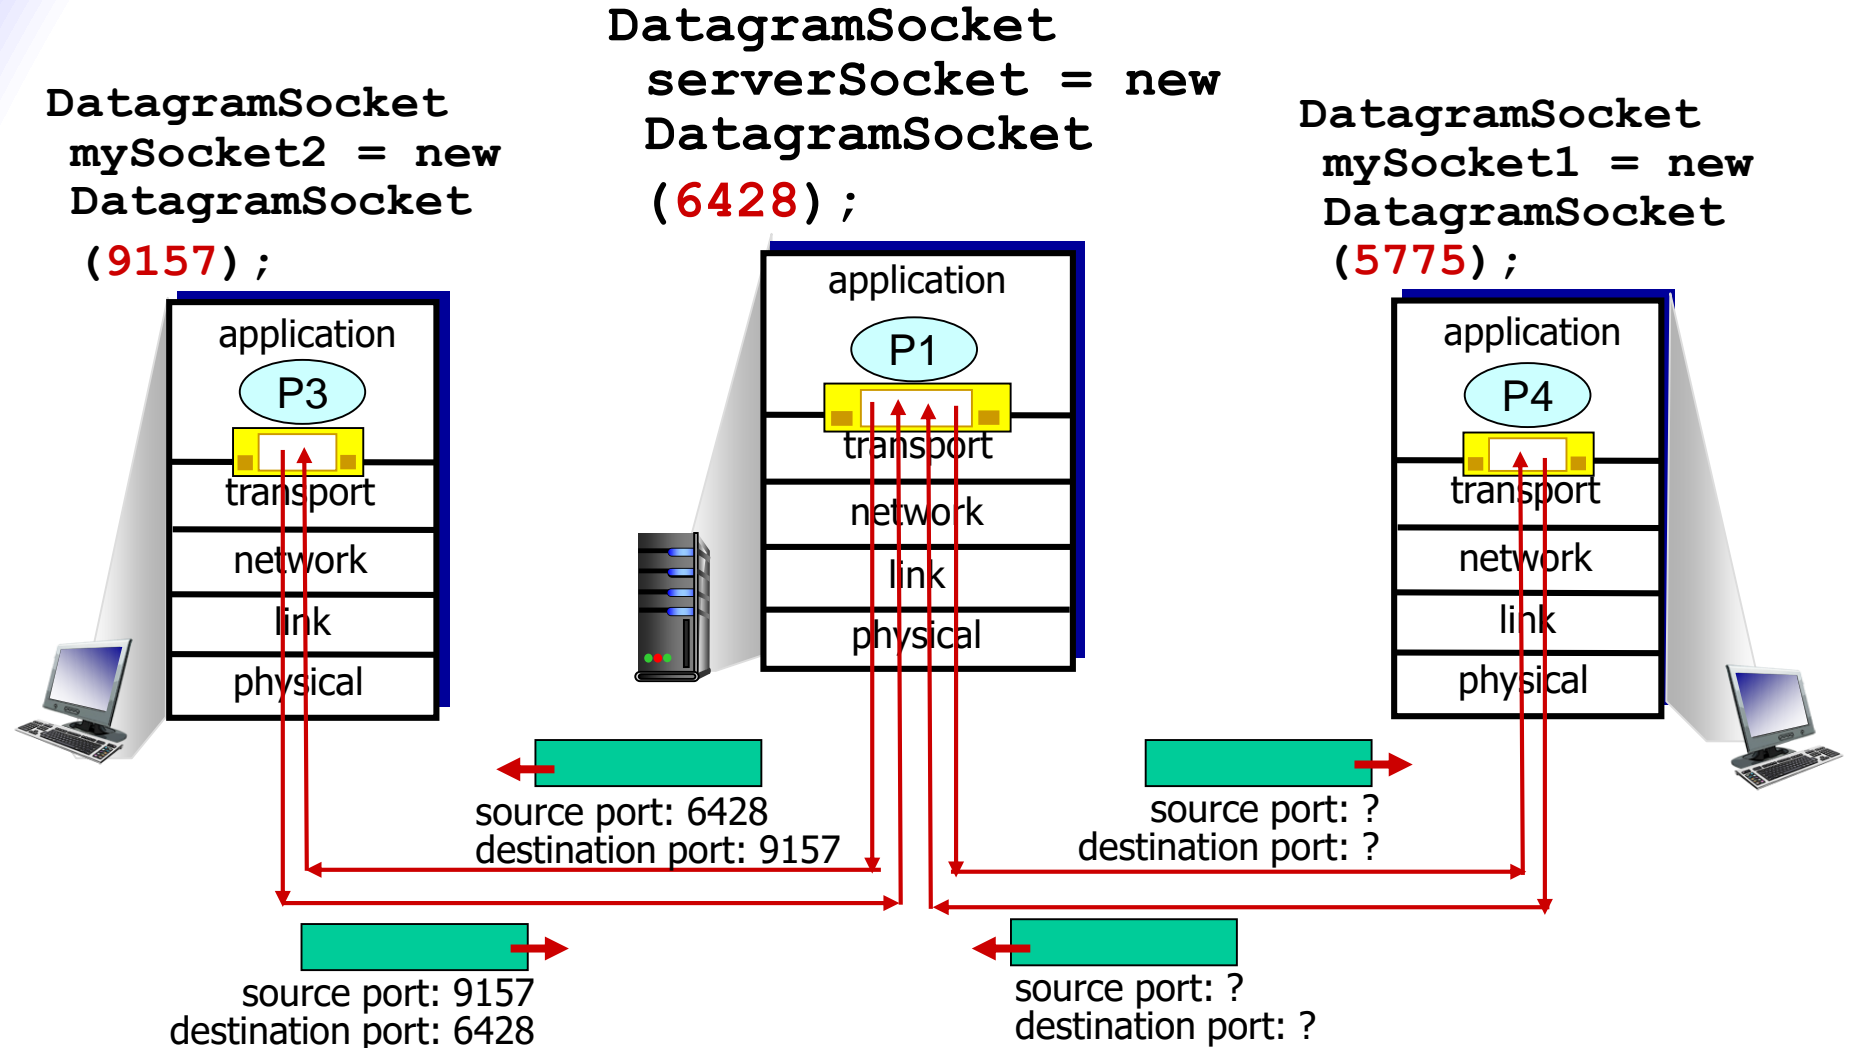 DatagramSocket
mySocket2 = new
DatagramSocket
(9157);
DatagramSocket
serverSocket = new
DatagramSocket
(6428);
DatagramSocket
mySocket1 = new
DatagramSocket
(5775);
application
P3
transport
network
link
physical
application
P1
transport
network
link
physical
application
P4
transport
network
link
physical
source port: 6428
destination port: 9157
source port: ?
destination port: ?
source port: 9157
destination port: 6428
source port: ?
destination port: ?